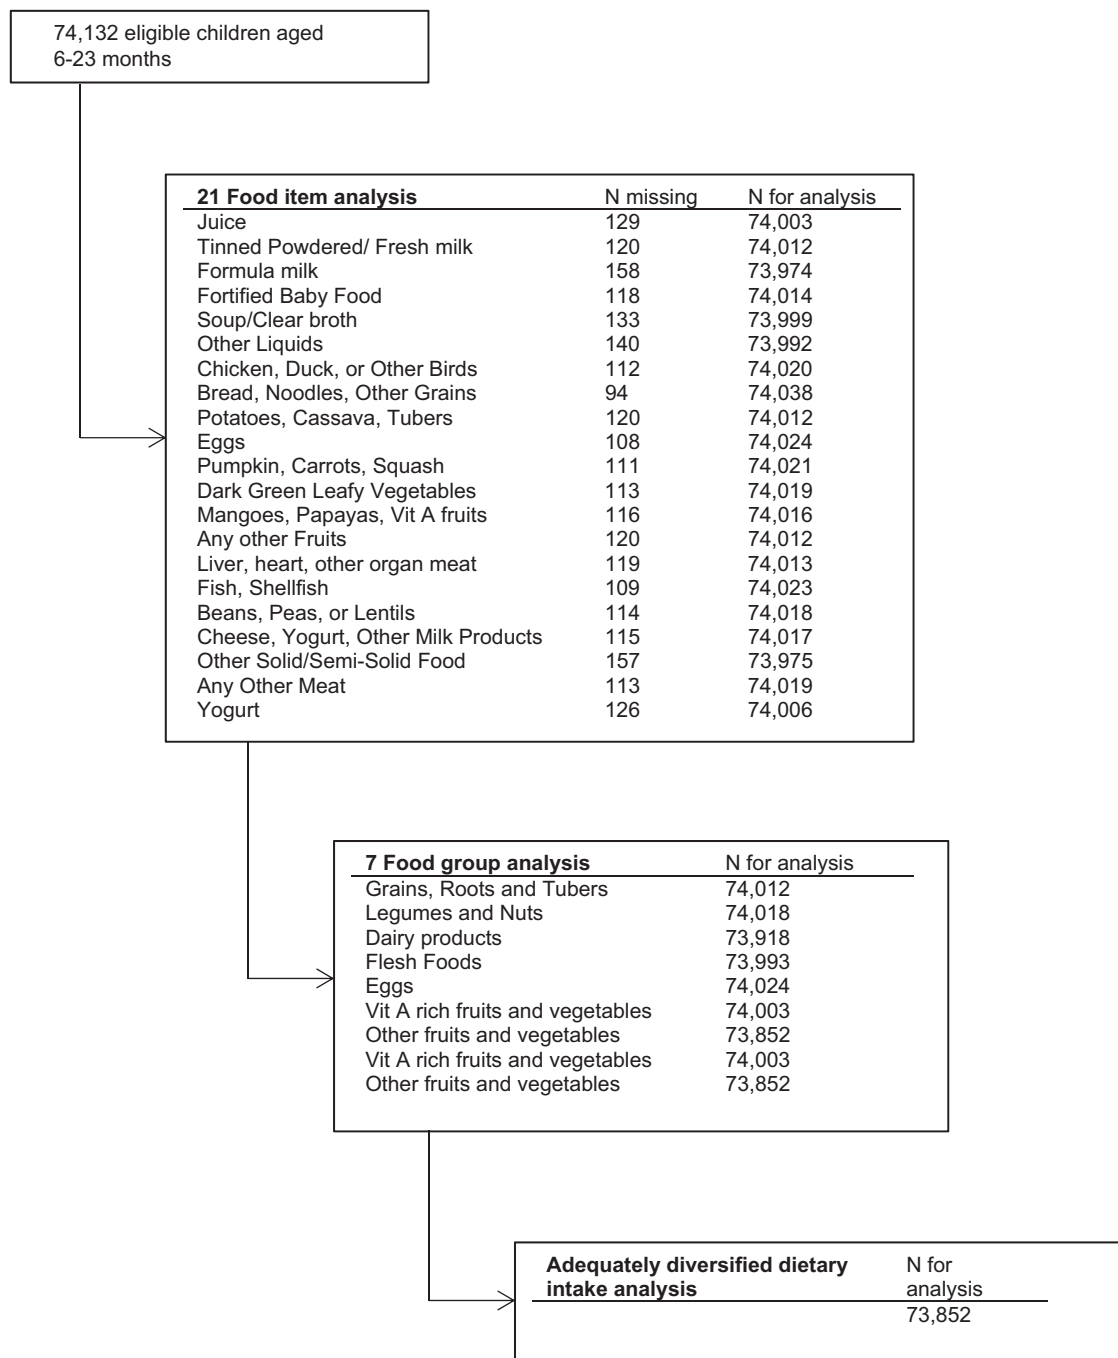 74,132 eligible children aged
6-23 months
21 Food item analysis N missing N for analysis
Juice 129 74,003
Tinned Powdered/ Fresh milk 120 74,012
Formula milk 158 73,974
Fortified Baby Food 118 74,014
Soup/Clear broth 133 73,999
Other Liquids 140 73,992
Chicken, Duck, or Other Birds 112 74,020
Bread, Noodles, Other Grains 94 74,038
Potatoes, Cassava, Tubers 120 74,012
Eggs 108 74,024
Pumpkin, Carrots, Squash 111 74,021
Dark Green Leafy Vegetables 113 74,019
Mangoes, Papayas, Vit A fruits 116 74,016
Any other Fruits 120 74,012
Liver, heart, other organ meat 119 74,013
Fish, Shellfish 109 74,023
Beans, Peas, or Lentils 114 74,018
Cheese, Yogurt, Other Milk Products 115 74,017
Other Solid/Semi-Solid Food 157 73,975
Any Other Meat 113 74,019
Yogurt 126 74,006
7 Food group analysis N for analysis
Grains, Roots and Tubers 74,012
Legumes and Nuts 74,018
Dairy products 73,918
Flesh Foods 73,993
Eggs 74,024
Vit A rich fruits and vegetables 74,003
Other fruits and vegetables 73,852
Vit A rich fruits and vegetables 74,003
Other fruits and vegetables 73,852
Adequately diversified dietary N for
intake analysis analysis
73,852